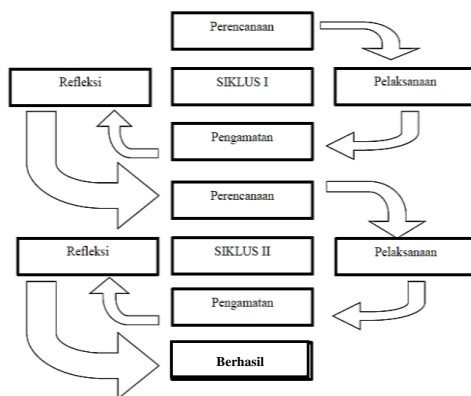 Perencanaan
Refleksi
SIKLUS I
Pelaksanaan
Pengamatan
Perencanaan
Refleksi
SIKLUS II
Pelaksanaan
Pengamatan
Berhasil